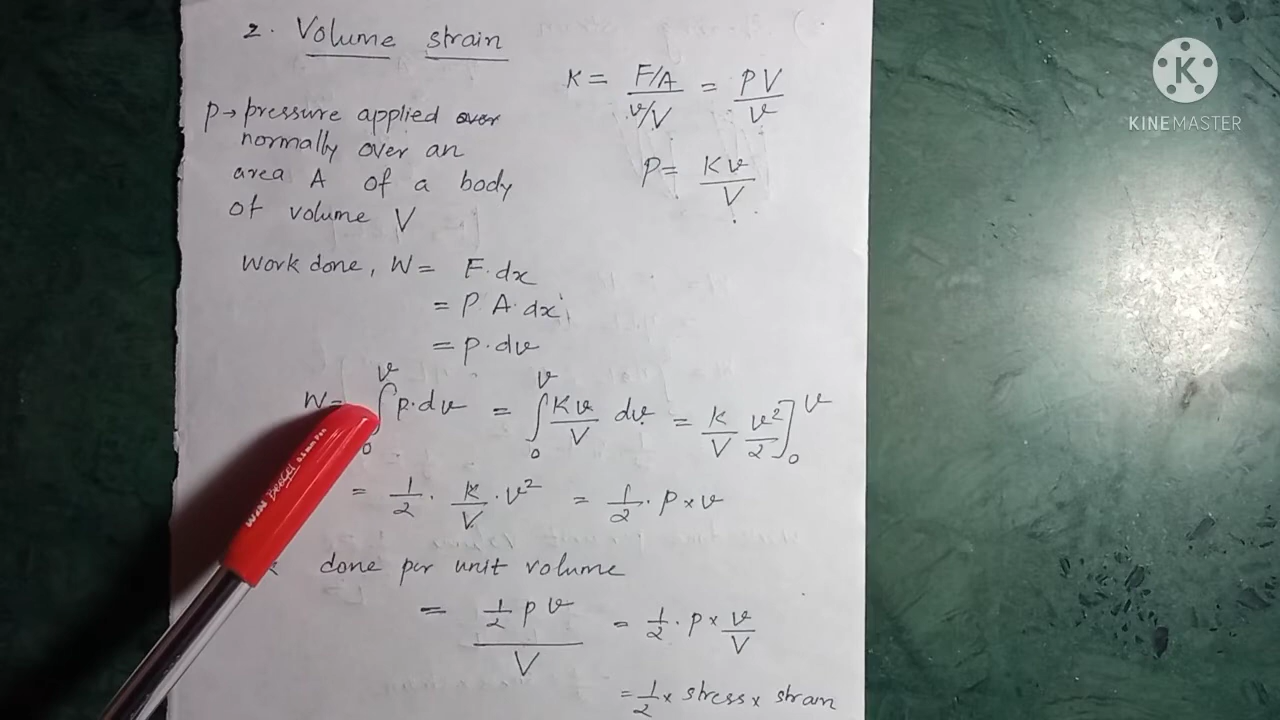 2. Volume strain
K = F/A / v/V = PV / v
P → pressure applied over
normally over an
area A of a body
of volume V
P = Kv / V
Work done, W = F. dx
= P A. dx
= p. dv
W = ∫₀ᵛ p. dv = ∫₀ᵛ Kv/V dv = K/V v²/2]₀ᵛ
= 1/2 . K/V . v² = 1/2 . p × v
done per unit volume
= 1/2 p v / V = 1/2 . p × v/V
= 1/2 × stress × strain
KINEMASTER